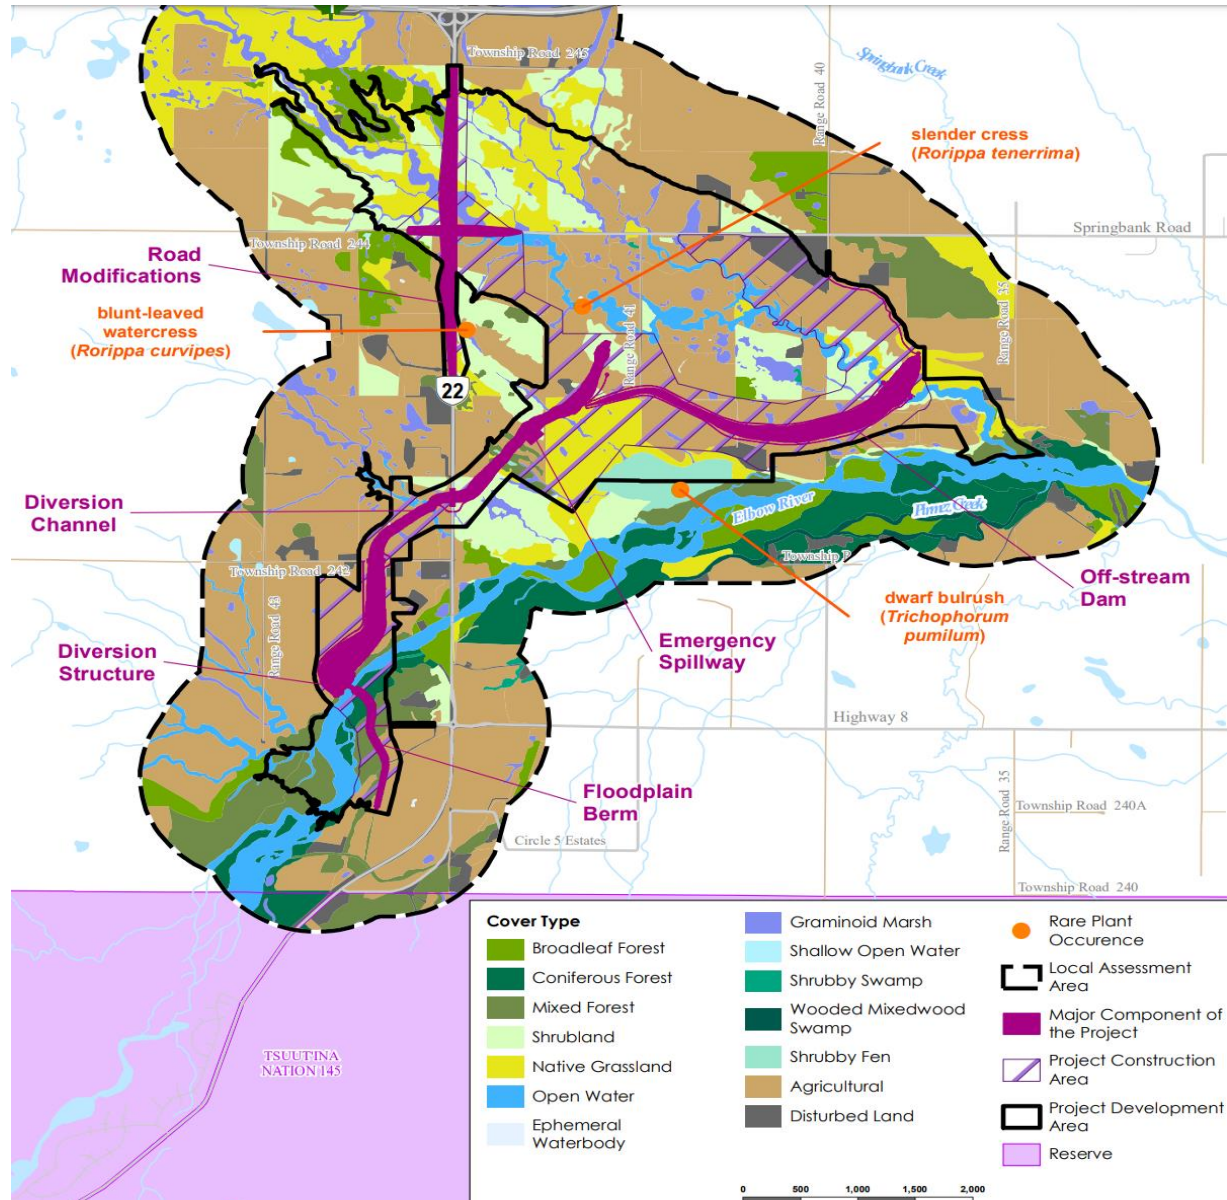 Township Road 245
Springbank Creek
Range Road 40
slender cress
(Rorippa tenerrima)
Springbank Road
Township Road 244
Road
Modifications
blunt-leaved
watercress
(Rorippa curvipes)
Range Road 41
Range Road 35
22
Diversion
Channel
Elbow River
Township Road 242
Off-stream
Dam
dwarf bulrush
(Trichophorum
pumilum)
Emergency
Spillway
Range Road 43
Diversion
Structure
Highway 8
Floodplain
Berm
Range Road 35
Township Road 240A
Circle 5 Estates
Township Road 240
TSUUT'INA
NATION 145
Cover Type
Broadleaf Forest
Coniferous Forest
Mixed Forest
Shrubland
Native Grassland
Open Water
Ephemeral
Waterbody
Graminoid Marsh
Shallow Open Water
Shrubby Swamp
Wooded Mixedwood
Swamp
Shrubby Fen
Agricultural
Disturbed Land
Rare Plant
Occurence
Local Assessment
Area
Major Component of
the Project
Project Construction
Area
Project Development
Area
Reserve
0 500 1,000 1,500 2,000